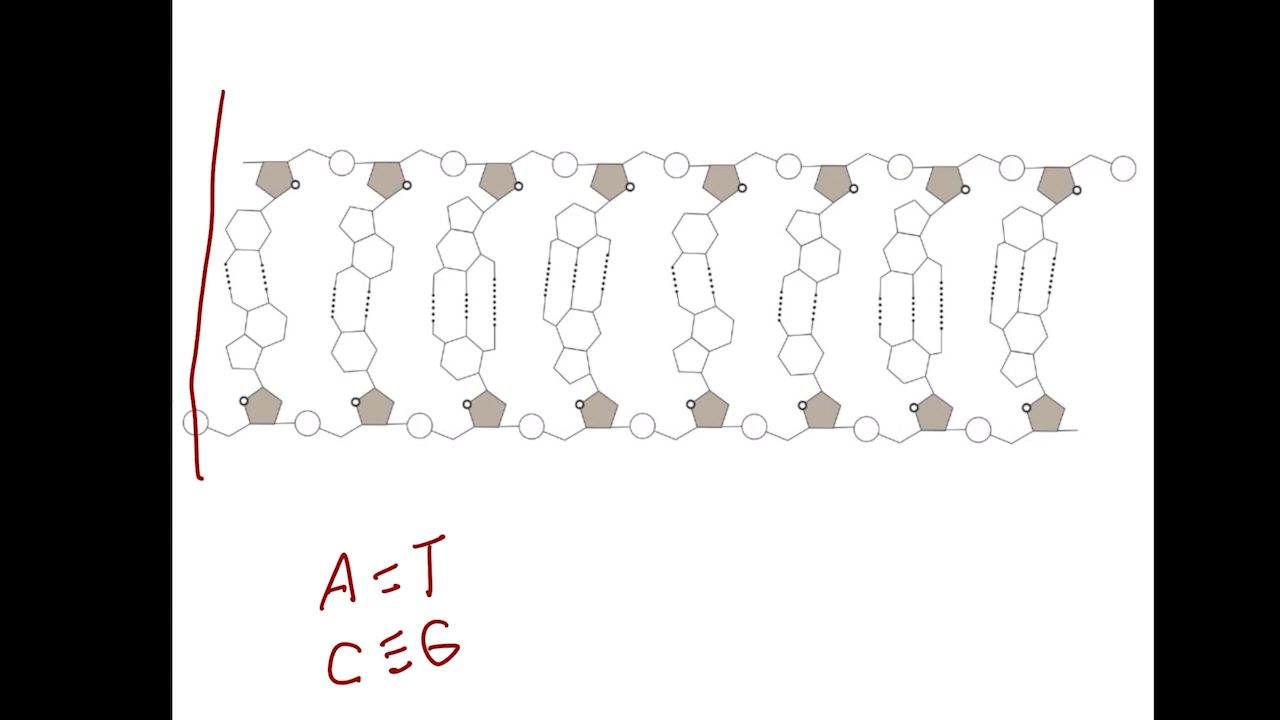 A = T
C ≡ G